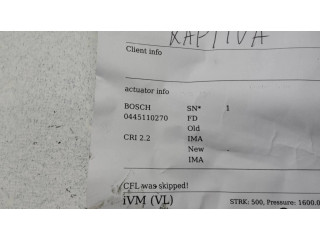 КАРТIVA
Client info
actuator info
BOSCH SN* 1
0445110270 FD
Old
CRI 2.2 IMA
New -
IMA
CFL was skipped!
iVM (VL) STRK: 500, Pressure: 1600.0